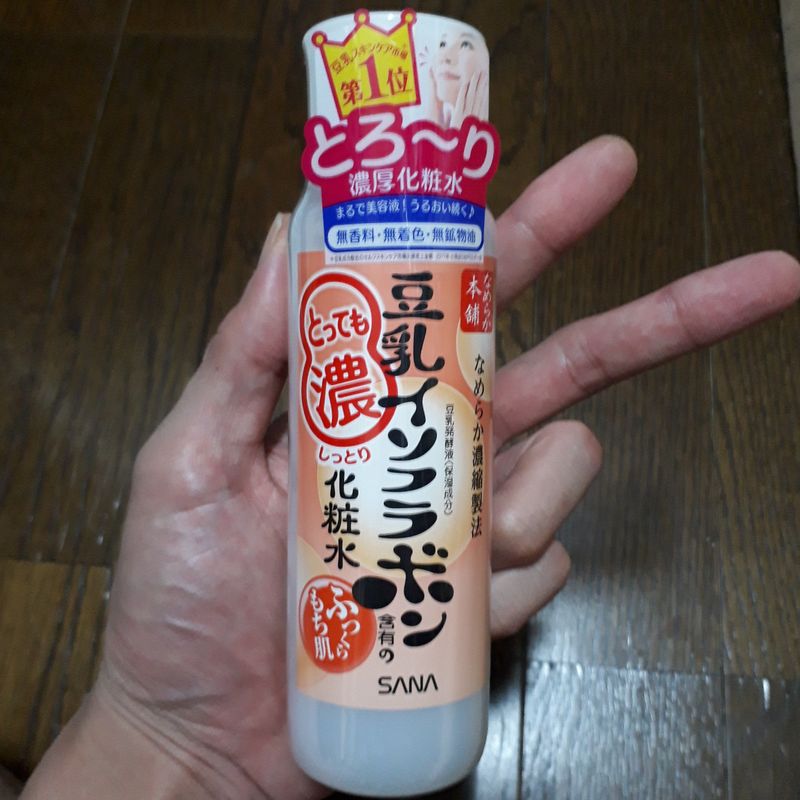 豆乳スキンケア市場
第1位
とろ〜り
濃厚化粧水
まるで美容液!うるおい続く♪
無香料・無着色・無鉱物油
なめらか
本舗
なめらか濃縮製法
豆乳イソフラボン
含有の
豆乳発酵液(保湿成分)
とっても
濃
しっとり
化粧水
ふっくら
もち肌
SANA